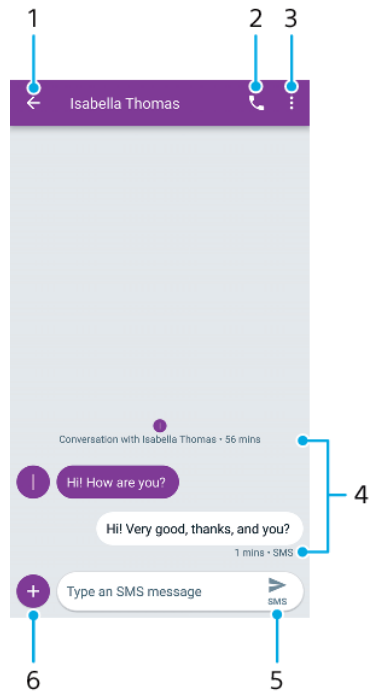 1 2 3
Isabella Thomas
I
Conversation with Isabella Thomas • 56 mins
I Hi! How are you?
4
Hi! Very good, thanks, and you?
1 mins • SMS
+ Type an SMS message
SMS
6 5